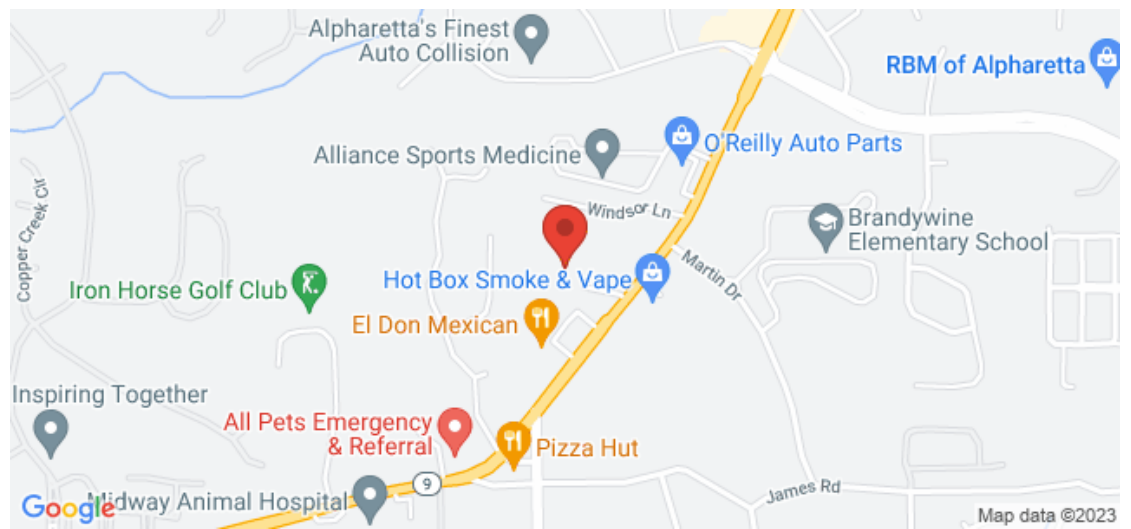 Alpharetta's Finest
Auto Collision
RBM of Alpharetta
O'Reilly Auto Parts
Alliance Sports Medicine
Copper Creek Cir
Windsor Ln
Brandywine
Elementary School
Martin Dr
Hot Box Smoke & Vape
Iron Horse Golf Club
El Don Mexican
Inspiring Together
All Pets Emergency
& Referral
Pizza Hut
9
James Rd
Midway Animal Hospital
Google
Map data ©2023